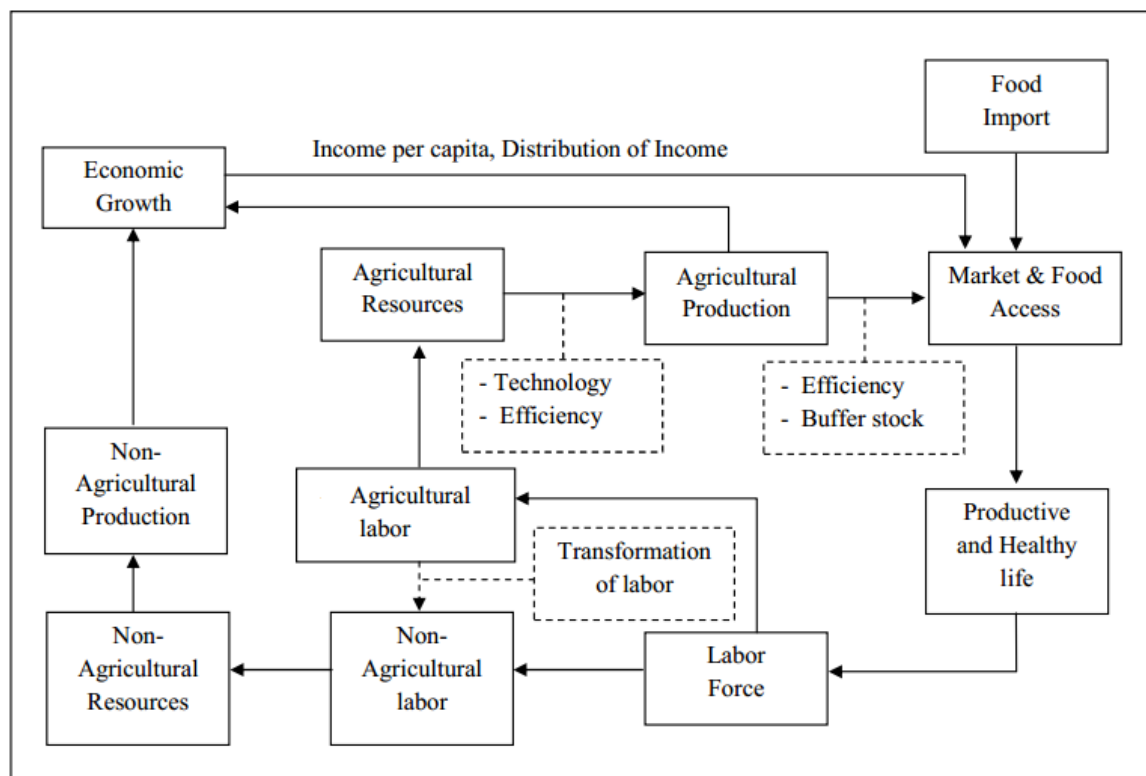 Food
Import
Income per capita, Distribution of Income
Economic
Growth
Agricultural
Resources
Agricultural
Production
Market & Food
Access
- Technology
- Efficiency
- Efficiency
- Buffer stock
Non-
Agricultural
Production
Agricultural
labor
Productive
and Healthy
life
Transformation
of labor
Non-
Agricultural
Resources
Non-
Agricultural
labor
Labor
Force